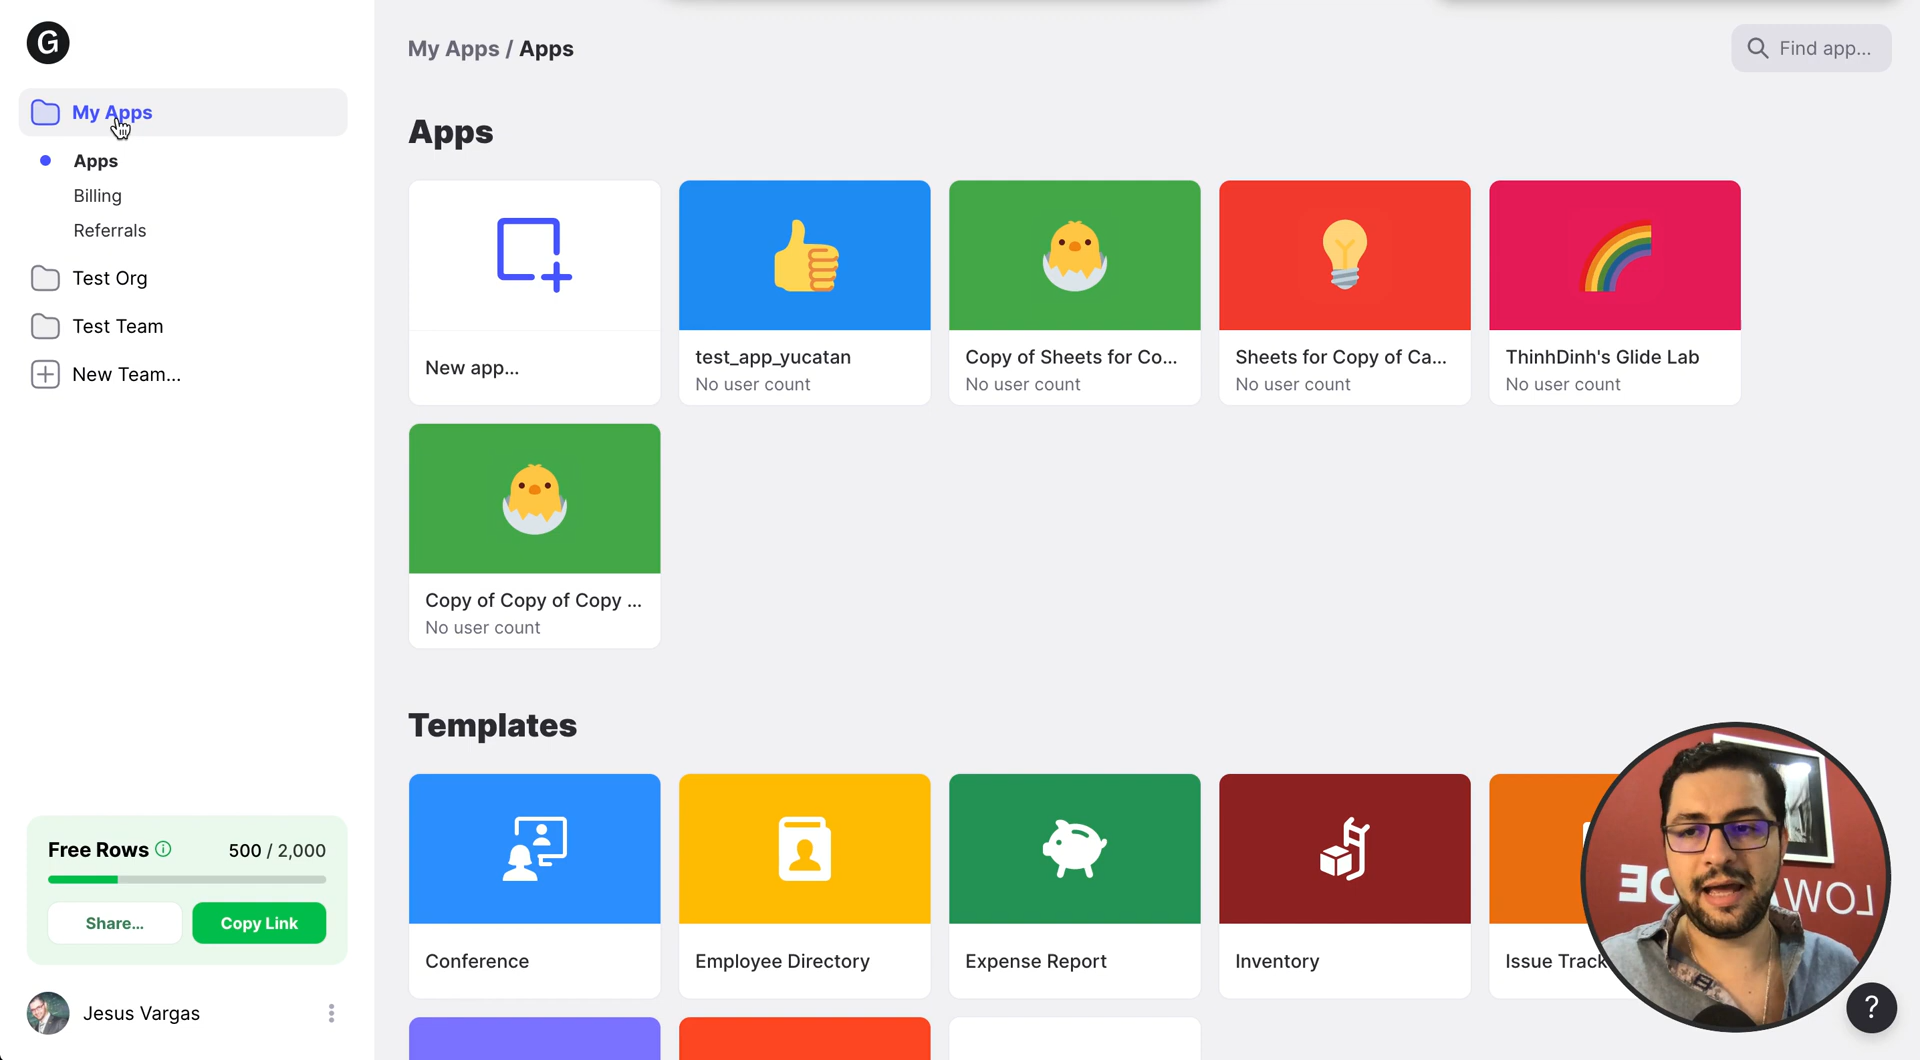 G
My Apps
Apps
Billing
Referrals
Test Org
Test Team
New Team...
Free Rows
500 / 2,000
Share...
Copy Link
Jesus Vargas
My Apps / Apps
Find app...
Apps
New app...
test_app_yucatan
No user count
Copy of Sheets for Co...
No user count
Sheets for Copy of Ca...
No user count
ThinhDinh's Glide Lab
No user count
Copy of Copy of Copy ...
No user count
Templates
Conference
Employee Directory
Expense Report
Inventory
Issue Track
LOW
?